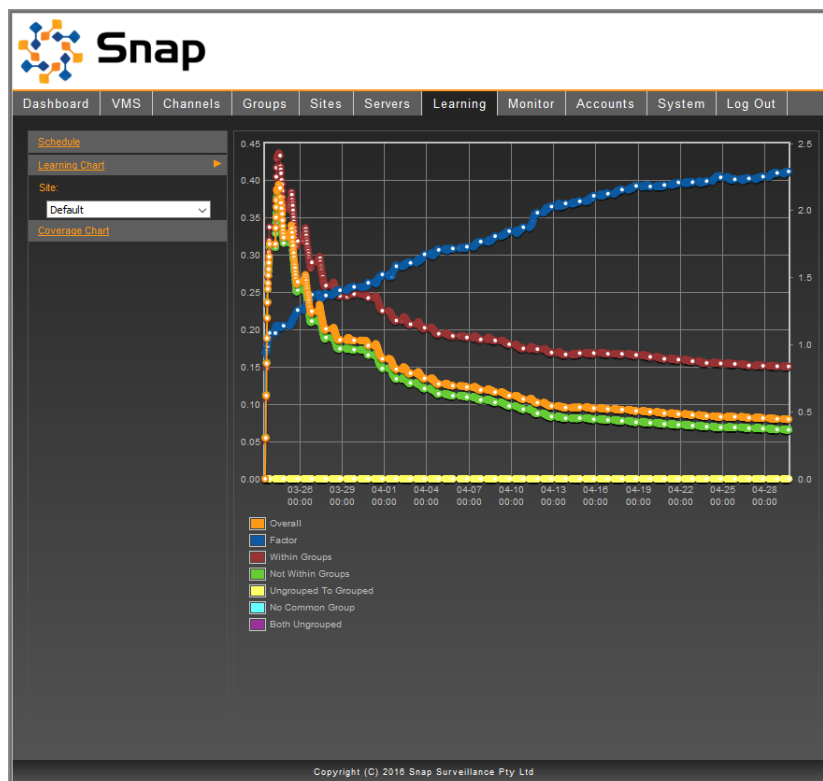 Snap
Dashboard VMS Channels Groups Sites Servers Learning Monitor Accounts System Log Out
Schedule
Learning Chart
Site:
Default
Coverage Chart
0.45 2.5
0.40
0.35 2.0
0.30
0.25 1.5
0.20 1.0
0.15
0.10 0.5
0.05
0.00 0.0
03-26 03-29 04-01 04-04 04-07 04-10 04-13 04-16 04-19 04-22 04-25 04-28
00:00 00:00 00:00 00:00 00:00 00:00 00:00 00:00 00:00 00:00 00:00 00:00
Overall
Factor
Within Groups
Not Within Groups
Ungrouped To Grouped
No Common Group
Both Ungrouped
Copyright (C) 2016 Snap Surveillance Pty Ltd